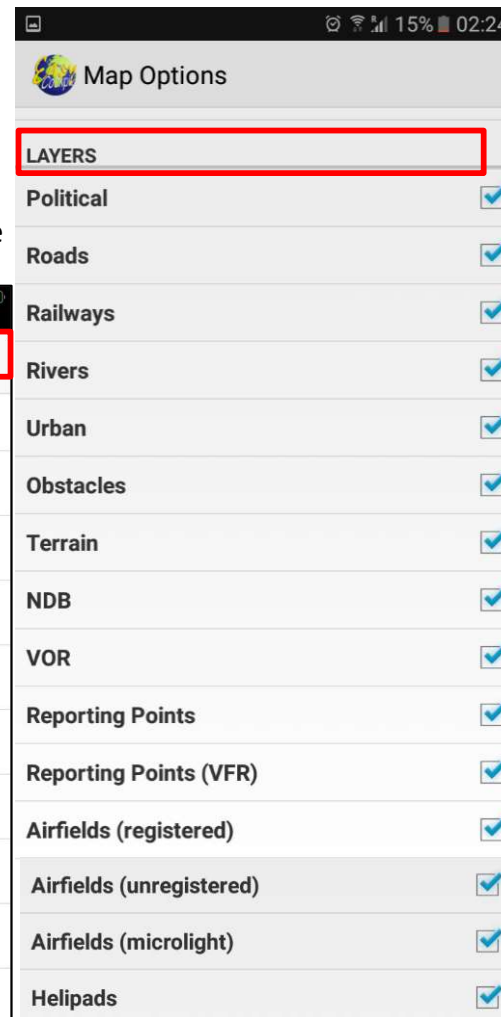 15% 02:24
Map Options
LAYERS
Political
e
Roads
Railways
Rivers
Urban
Obstacles
Terrain
NDB
VOR
Reporting Points
Reporting Points (VFR)
Airfields (registered)
Airfields (unregistered)
Airfields (microlight)
Helipads